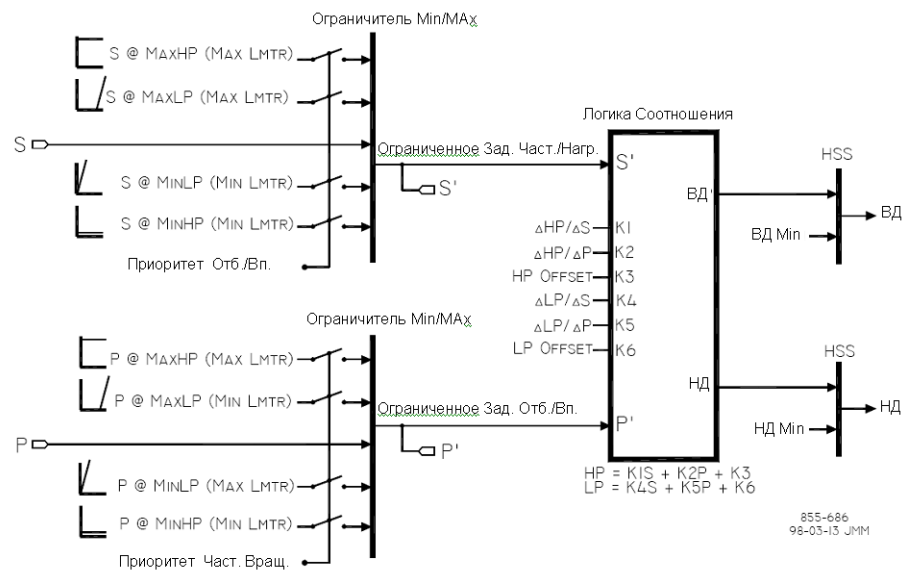 Ограничитель Min/MAx
S @ MAXHP (MAX LMTR)
S @ MAXLP (MAX LMTR)
S
Ограниченное Зад. Част./Нагр.
S'
S @ MINLP (MIN LMTR)
S @ MINHP (MIN LMTR)
Приоритет Отб./Вп.
Логика Соотношения
S'
ВД'
HSS
ВД
ВД Min
ΔHP/ΔS K1
ΔHP/ΔP K2
HP OFFSET K3
ΔLP/ΔS K4
ΔLP/ΔP K5
LP OFFSET K6
Ограничитель Min/MAx
P @ MAXHP (MAX LMTR)
P @ MAXLP (MIN LMTR)
P
Ограниченное Зад. Отб./Вп.
P'
P @ MINLP (MAX LMTR)
P @ MINHP (MIN LMTR)
Приоритет Част. Вращ.
НД
P'
HSS
НД
НД Min
HP = K1S + K2P + K3
LP = K4S + K5P + K6
855-686
98-03-13 JMM